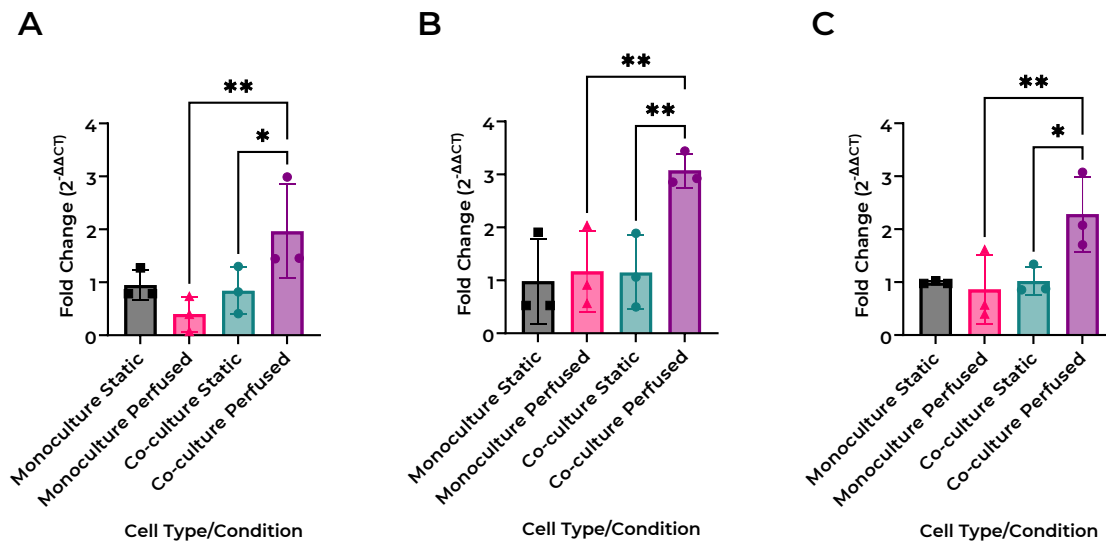 A
**
*
Fold Change (2^-ΔΔCT)
4
3
2
1
0
Monoculture Static
Monoculture Perfused
Co-culture Static
Co-culture Perfused
Cell Type/Condition
B
**
**
Fold Change (2^-ΔΔCT)
4
3
2
1
0
Monoculture Static
Monoculture Perfused
Co-culture Static
Co-culture Perfused
Cell Type/Condition
C
**
*
Fold Change (2^-ΔΔCT)
4
3
2
1
0
Monoculture Static
Monoculture Perfused
Co-culture Static
Co-culture Perfused
Cell Type/Condition